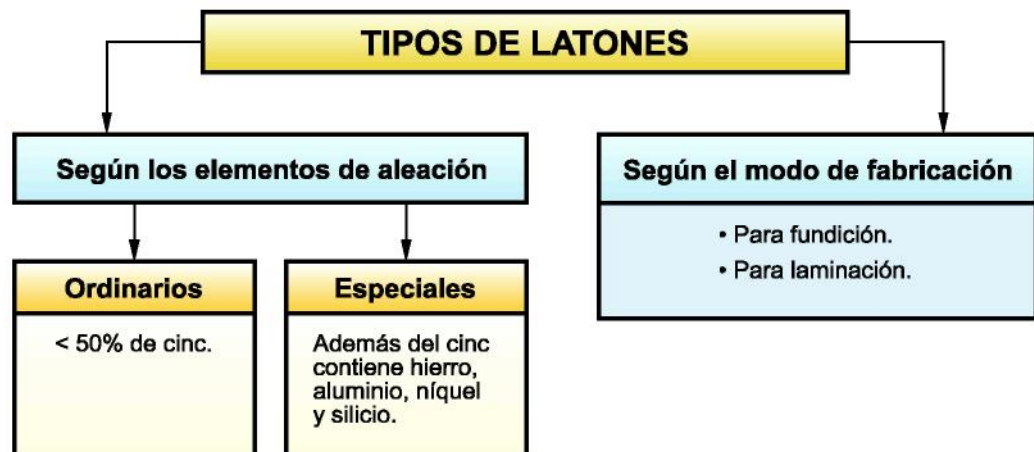 TIPOS DE LATONES
Según los elementos de aleación
Según el modo de fabricación
• Para fundición.
• Para laminación.
Ordinarios
< 50% de cinc.
Especiales
Además del cinc
contiene hierro,
aluminio, níquel
y silicio.